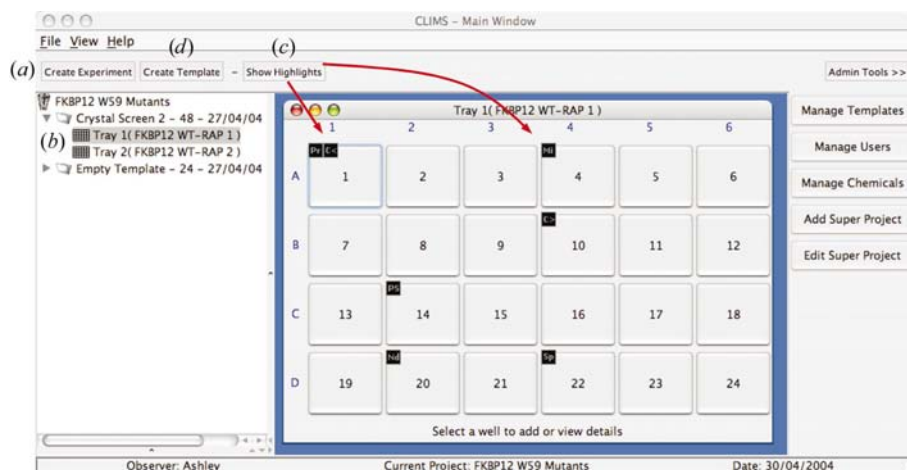 CLIMS – Main Window
File View Help
(d)
(c)
(a) Create Experiment Create Template – Show Highlights Admin Tools >>
FKBP12 W59 Mutants
Crystal Screen 2 – 48 – 27/04/04
(b) Tray 1( FKBP12 WT-RAP 1 )
Tray 2( FKBP12 WT-RAP 2 )
Empty Template – 24 – 27/04/04
Tray 1( FKBP12 WT-RAP 1 )
1 2 3 4 5 6
Pr C< Mi
A 1 2 3 4 5 6
C>
B 7 8 9 10 11 12
PS
C 13 14 15 16 17 18
Nd Sp
D 19 20 21 22 23 24
Select a well to add or view details
Manage Templates
Manage Users
Manage Chemicals
Add Super Project
Edit Super Project
Observer: Ashley Current Project: FKBP12 W59 Mutants Date: 30/04/2004